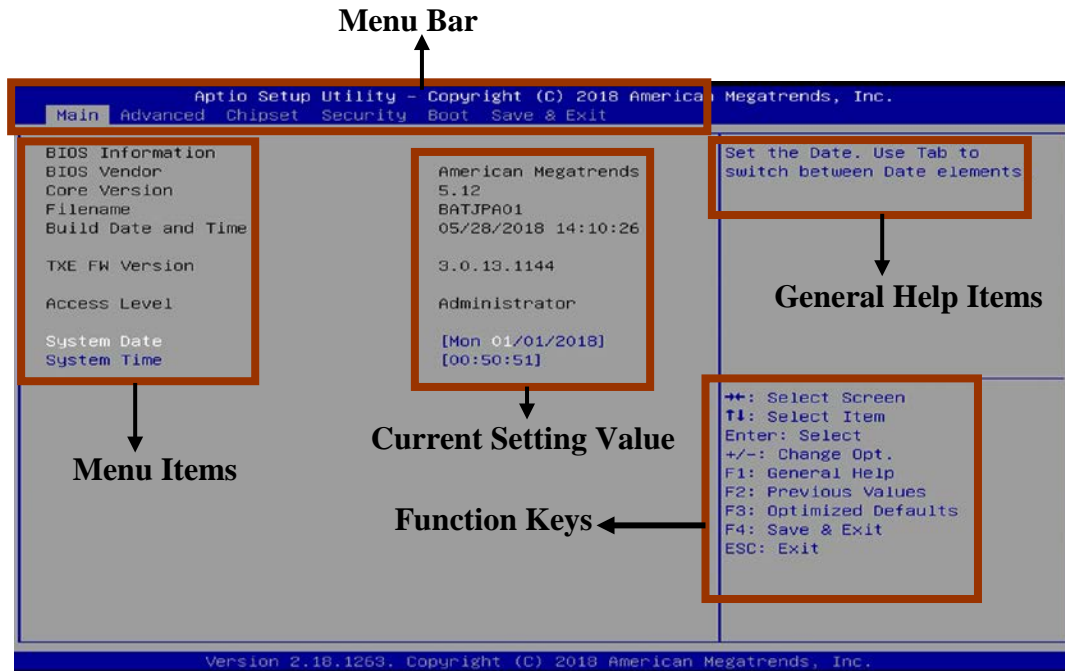 Menu Bar
Aptio Setup Utility – Copyright (C) 2018 American Megatrends, Inc.
Main Advanced Chipset Security Boot Save & Exit
BIOS Information
BIOS Vendor American Megatrends
Core Version 5.12
Filename BATJPA01
Build Date and Time 05/28/2018 14:10:26
TXE FW Version 3.0.13.1144
Access Level Administrator
System Date [Mon 01/01/2018]
System Time [00:50:51]
Set the Date. Use Tab to
switch between Date elements
General Help Items
Menu Items
Current Setting Value
Function Keys
→←: Select Screen
↑↓: Select Item
Enter: Select
+/-: Change Opt.
F1: General Help
F2: Previous Values
F3: Optimized Defaults
F4: Save & Exit
ESC: Exit
Version 2.18.1263. Copyright (C) 2018 American Megatrends, Inc.